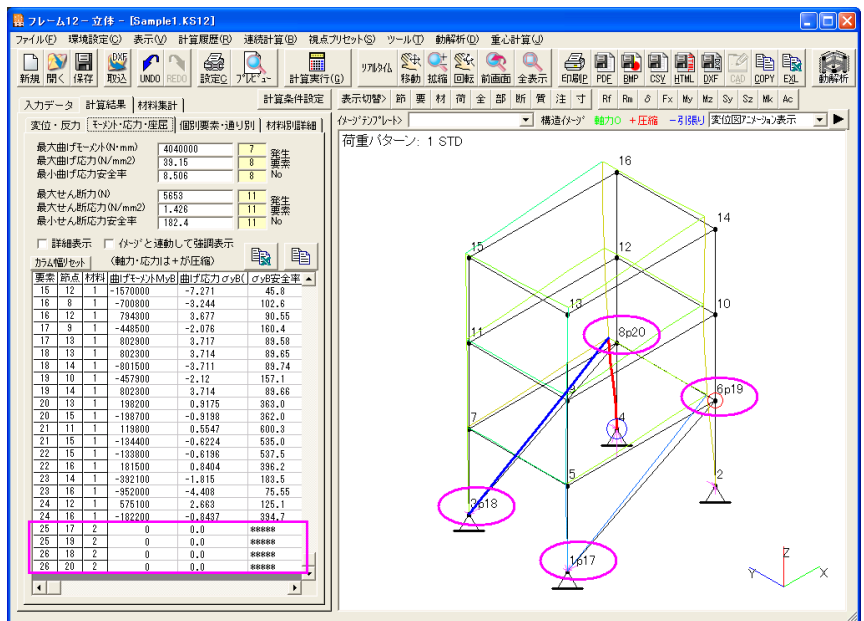 フレーム12－立体－ [Sample1.KS12]
ファイル(F) 環境設定(C) 表示(V) 計算履歴(R) 連続計算(B) 視点プリセット(S) ツール(T) 動解析(D) 重心計算(J)
新規 開く 保存 取込 UNDO REDO 設定C プレビュー 計算実行(G) リアルタイム 移動 拡縮 回転 前画面 全表示 印刷P PDF BMP CSV HTML DXF CAD COPY EXL 動解析
入力データ 計算結果 材料集計 計算条件設定 表示切替> 節 要 材 荷 全 部 断 質 注 寸 Rf Rm δ Fx My Mz Sy Sz Mk Ac
変位・反力 モーメント・応力・座屈 個別要素・通り別 材料別詳細
イメージテンプレート> 構造イメージ 軸力0 +圧縮 －引張り 変位図アニメーション表示
荷重パターン: 1 STD
最大曲げモーメント(N・mm) 4040000 7
最大曲げ応力(N/mm2) 39.15 8
最小曲げ応力安全率 8.506 8
発生
要素
No
最大せん断力(N) 5653 11
最大せん断応力(N/mm2) 1.426 11
最小せん断応力安全率 182.4 11
発生
要素
No
詳細表示 イメージと連動して強調表示
カラム幅リセット (軸力・応力は+が圧縮)
要素 節点 材料 曲げモーメントMyB 曲げ応力σyB( σyB安全率
15 12 1 -1570000 -7.271 45.8
16 8 1 -700800 -3.244 102.6
16 12 1 794300 3.677 90.55
17 9 1 -448500 -2.076 160.4
17 13 1 802900 3.717 89.58
18 13 1 802300 3.714 89.65
18 14 1 -801500 -3.711 89.74
19 10 1 -457900 -2.12 157.1
19 14 1 802300 3.714 89.66
20 13 1 198200 0.9175 363.0
20 15 1 -198700 -0.9198 362.0
21 11 1 119800 0.5547 600.3
21 15 1 -134400 -0.6224 535.0
22 15 1 -133800 -0.6196 537.5
22 16 1 181500 0.8404 396.2
23 14 1 -392100 -1.815 183.5
23 16 1 -952000 -4.408 75.55
24 12 1 575100 2.663 125.1
24 16 1 -182200 -0.8437 394.7
25 17 2 0 0.0 *****
25 19 2 0 0.0 *****
26 18 2 0 0.0 *****
26 20 2 0 0.0 *****
16
14
15
12
13
10
11
8p20
9
6p19
7
4
5
2
3p18
1p17
Z
Y
X